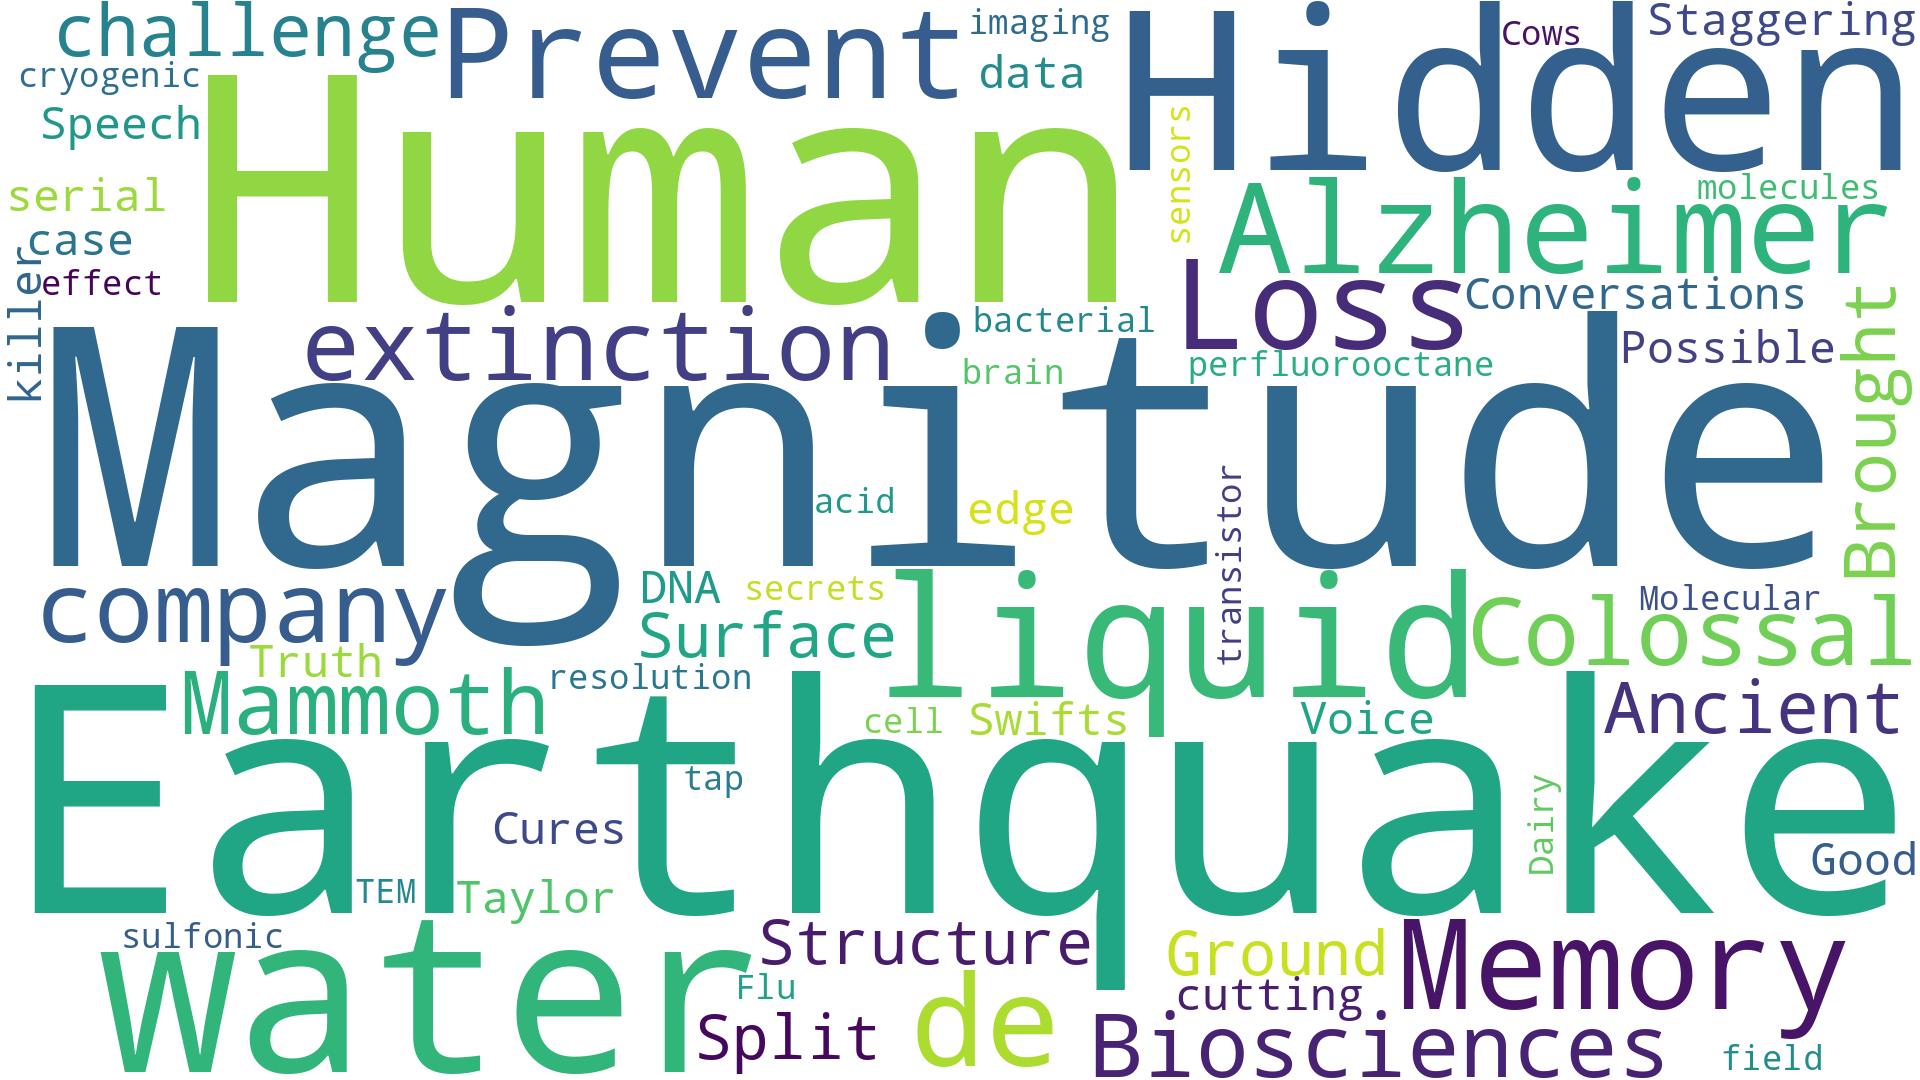 challenge
Prevent
imaging
Hidden
Cows
Staggering
cryogenic
data
Speech
Human
sensors
serial
Alzheimer
molecules
case
killer
effect
Loss
Conversations
Brought
extinction
bacterial
Possible
brain
perfluorooctane
Magnitude
acid
edge
transistor
company
DNA
secrets
liquid
Colossal
Molecular
Surface
Truth
Mammoth
resolution
cell
Swifts
Voice
Ancient
Earthquake
tap
Cures
Dairy
Good
TEM
Taylor
sulfonic
water
Structure
Ground
Memory
Flu
cutting
Split
de
Biosciences
field